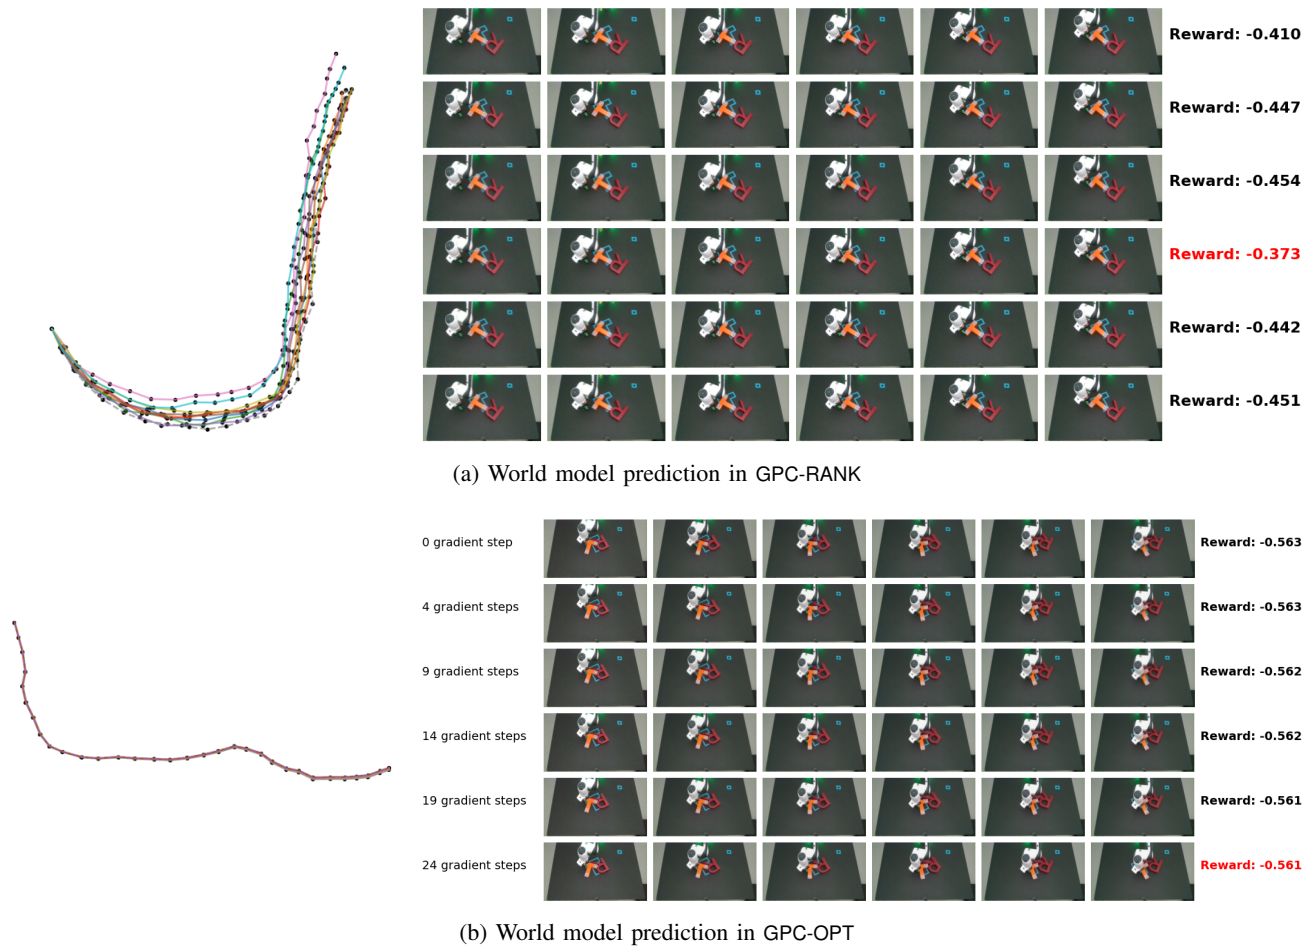 Reward: -0.410
Reward: -0.447
Reward: -0.454
Reward: -0.373
Reward: -0.442
Reward: -0.451
(a) World model prediction in GPC-RANK
0 gradient step Reward: -0.563
4 gradient steps Reward: -0.563
9 gradient steps Reward: -0.562
14 gradient steps Reward: -0.562
19 gradient steps Reward: -0.561
24 gradient steps Reward: -0.561
(b) World model prediction in GPC-OPT